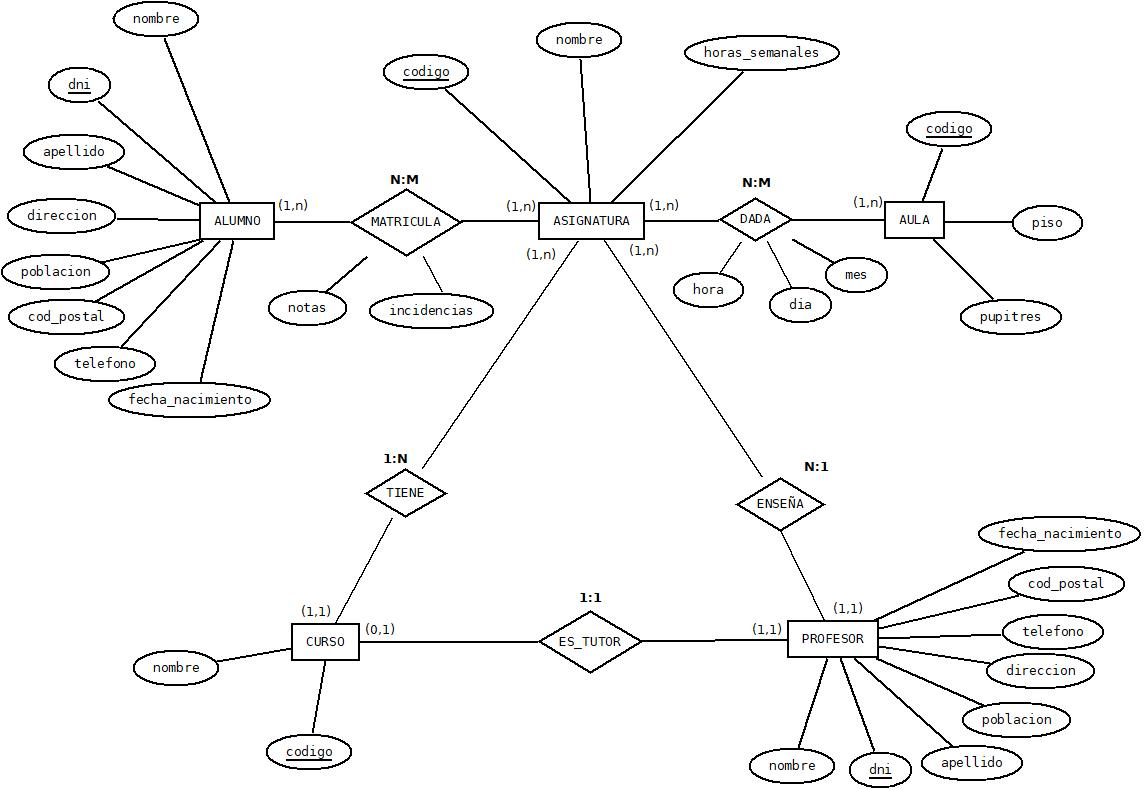 nombre
nombre
horas_semanales
codigo
dni
codigo
apellido
N:M
N:M
(1,n)
(1,n)
(1,n)
(1,n)
direccion
ALUMNO
MATRICULA
ASIGNATURA
DADA
AULA
piso
(1,n)
(1,n)
poblacion
mes
hora
dia
notas
incidencias
cod_postal
pupitres
telefono
fecha_nacimiento
1:N
N:1
TIENE
ENSEÑA
fecha_nacimiento
cod_postal
1:1
(1,1)
(1,1)
(0,1)
(1,1)
telefono
CURSO
ES_TUTOR
PROFESOR
nombre
direccion
poblacion
codigo
nombre
dni
apellido